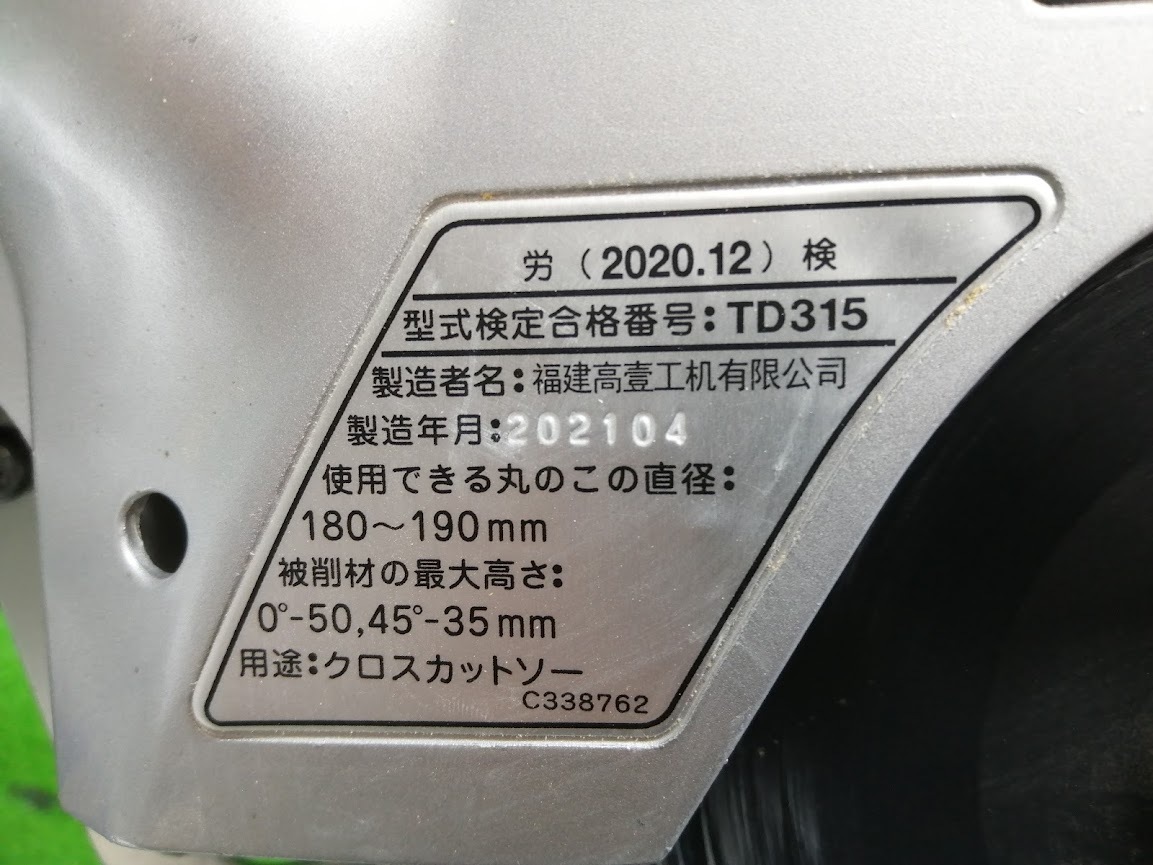 労（2020.12）検
型式検定合格番号：TD315
製造者名：福建高壹工机有限公司
製造年月：202104
使用できる丸のこの直径：
180～190mm
被削材の最大高さ：
0°-50,45°-35mm
用途：クロスカットソー
C338762